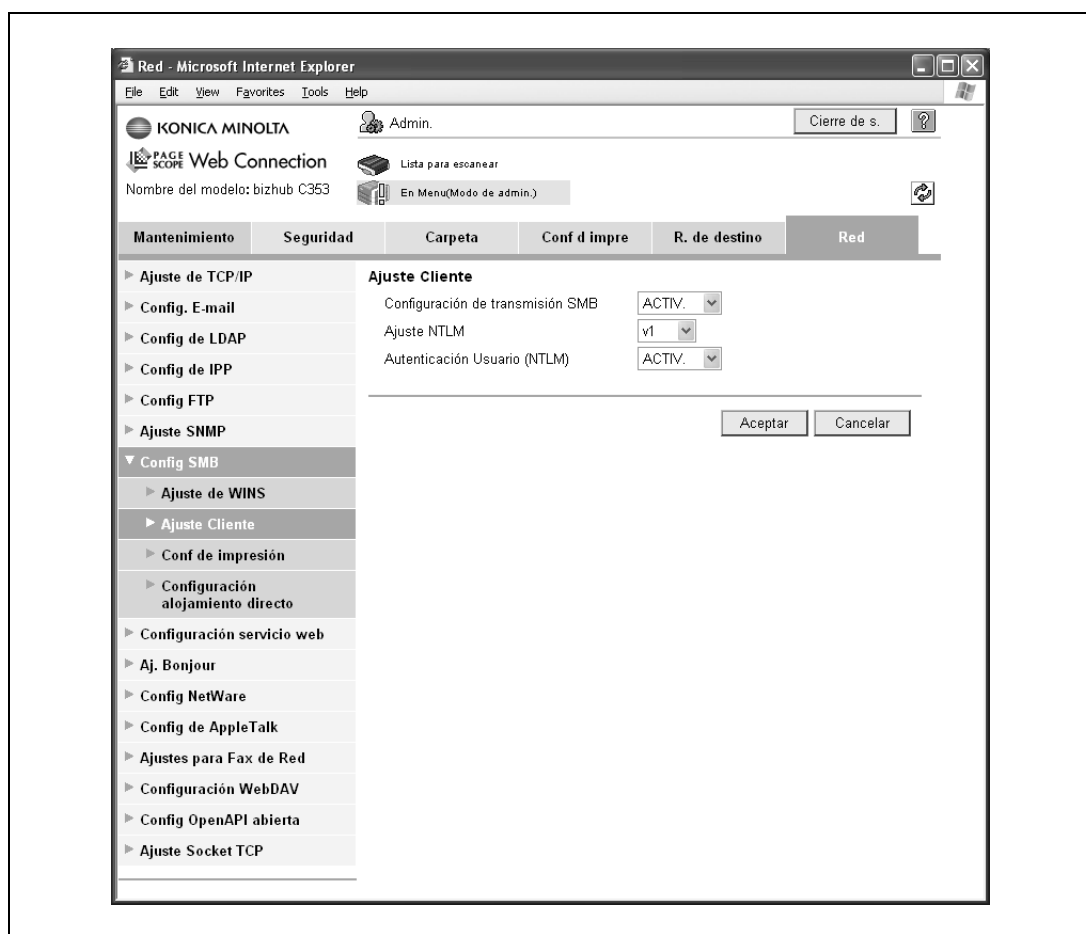 Red - Microsoft Internet Explorer
File Edit View Favorites Tools Help
KONICA MINOLTA
Admin.
Cierre de s.
?
PAGE SCOPE Web Connection
Lista para escanear
Nombre del modelo: bizhub C353
En Menu(Modo de admin.)
Mantenimiento Seguridad Carpeta Conf d impre R. de destino Red
Ajuste de TCP/IP
Config. E-mail
Config de LDAP
Config de IPP
Config FTP
Ajuste SNMP
Config SMB
Ajuste de WINS
Ajuste Cliente
Conf de impresión
Configuración
alojamiento directo
Configuración servicio web
Aj. Bonjour
Config NetWare
Config de AppleTalk
Ajustes para Fax de Red
Configuración WebDAV
Config OpenAPI abierta
Ajuste Socket TCP
Ajuste Cliente
Configuración de transmisión SMB ACTIV.
Ajuste NTLM v1
Autenticación Usuario (NTLM) ACTIV.
Aceptar Cancelar